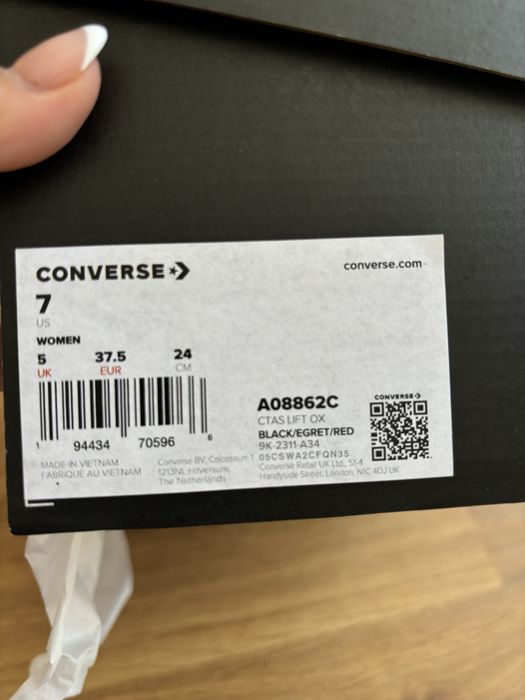 CONVERSE
converse.com
7
US
WOMEN
5 37.5 24
UK EUR CM
1 94434 70596 6
MADE IN VIETNAM
FABRIQUE AU VIETNAM
Converse BV, Colosseum 1
1213NL Hilversum,
The Netherlands
A08862C
CTAS LIFT OX
BLACK/EGRET/RED
9K-2311-A34
05CSWA2CFQN35
Converse Retail UK Ltd., S1-4
Handyside Street, London, N1C 4DJ UK
CONVERSE